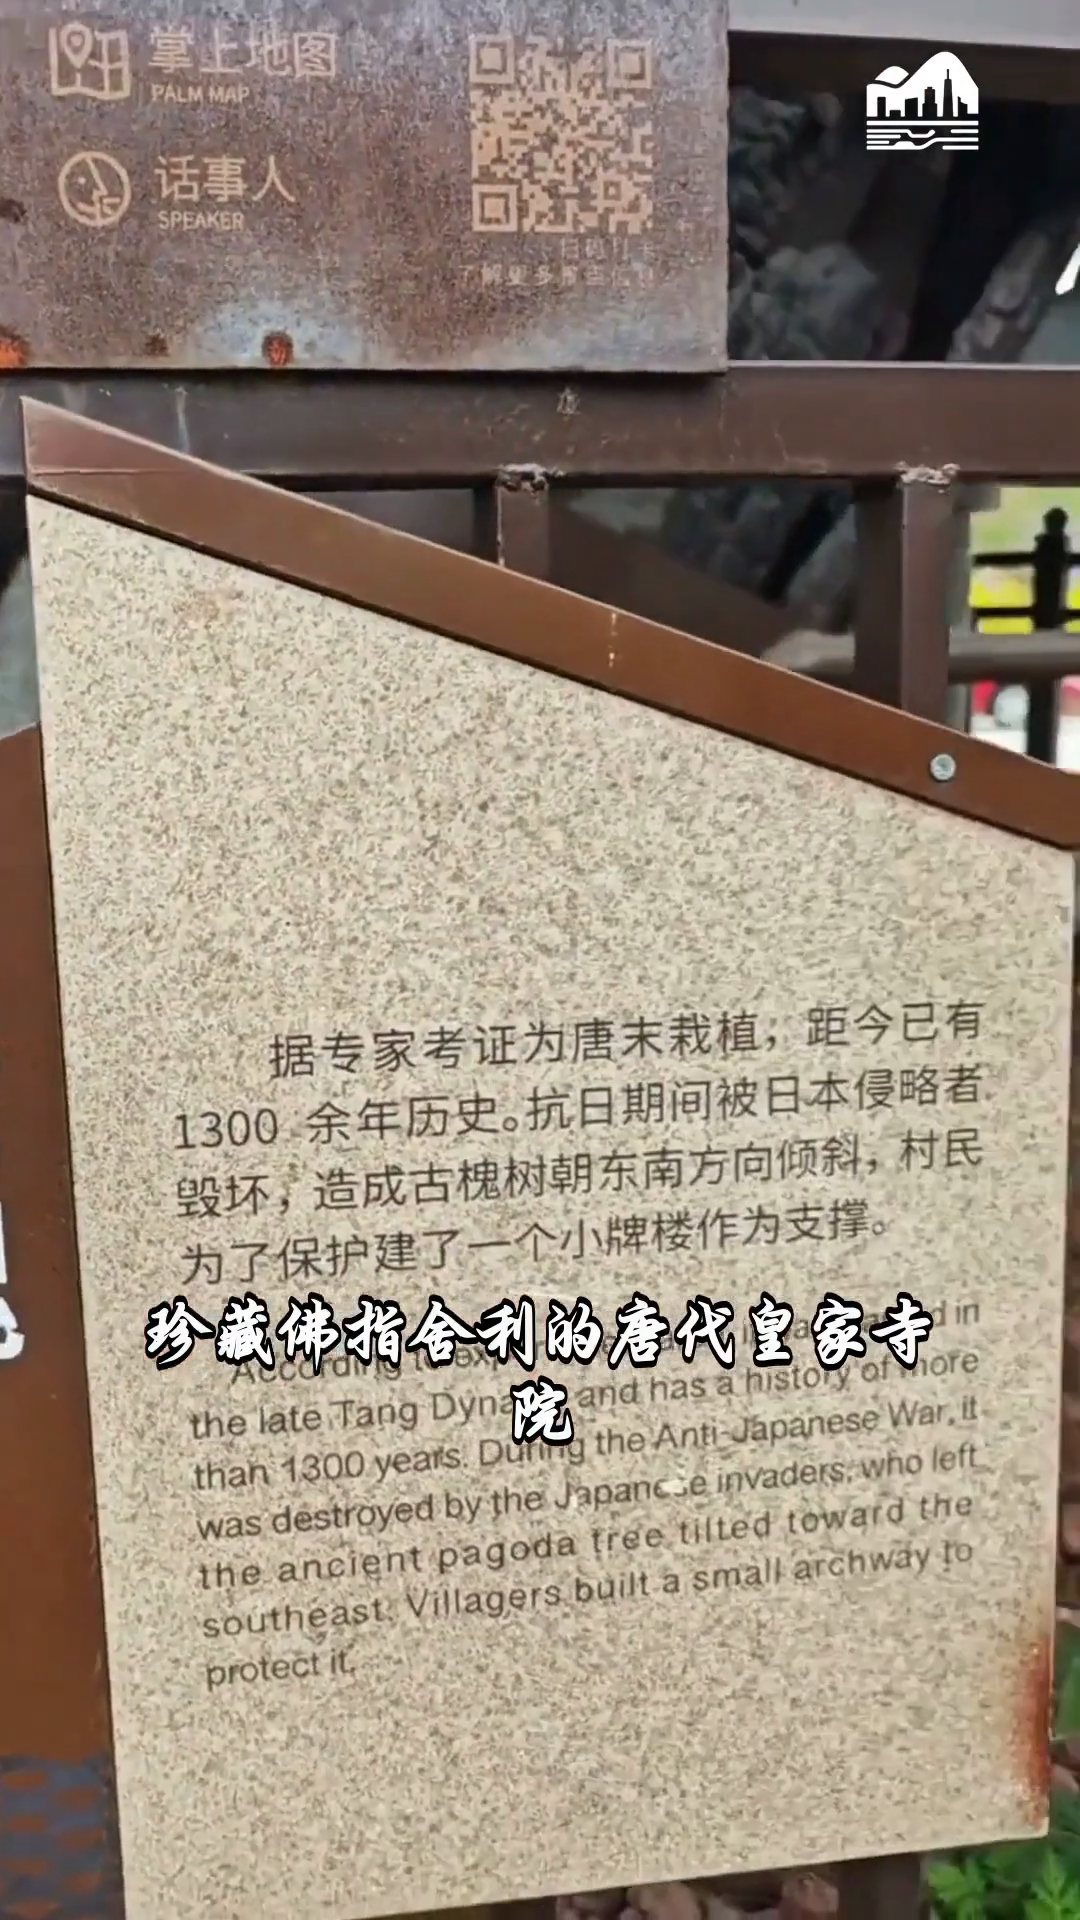 掌上地图
PALM MAP
话事人
SPEAKER
据专家考证为唐末栽植，距今已有
1300 余年历史。抗日期间被日本侵略者
毁坏，造成古槐树朝东南方向倾斜，村民
为了保护建了一个小牌楼作为支撑。
珍藏佛指舍利的唐代皇家寺
院
According to in
the late Tang and has a history of more
than 1300 years. During the Anti-Japanese War, it
was destroyed by the Japanese invaders, who left
the ancient pagoda tree tilted toward the
southeast. Villagers built a small archway to
protect it.